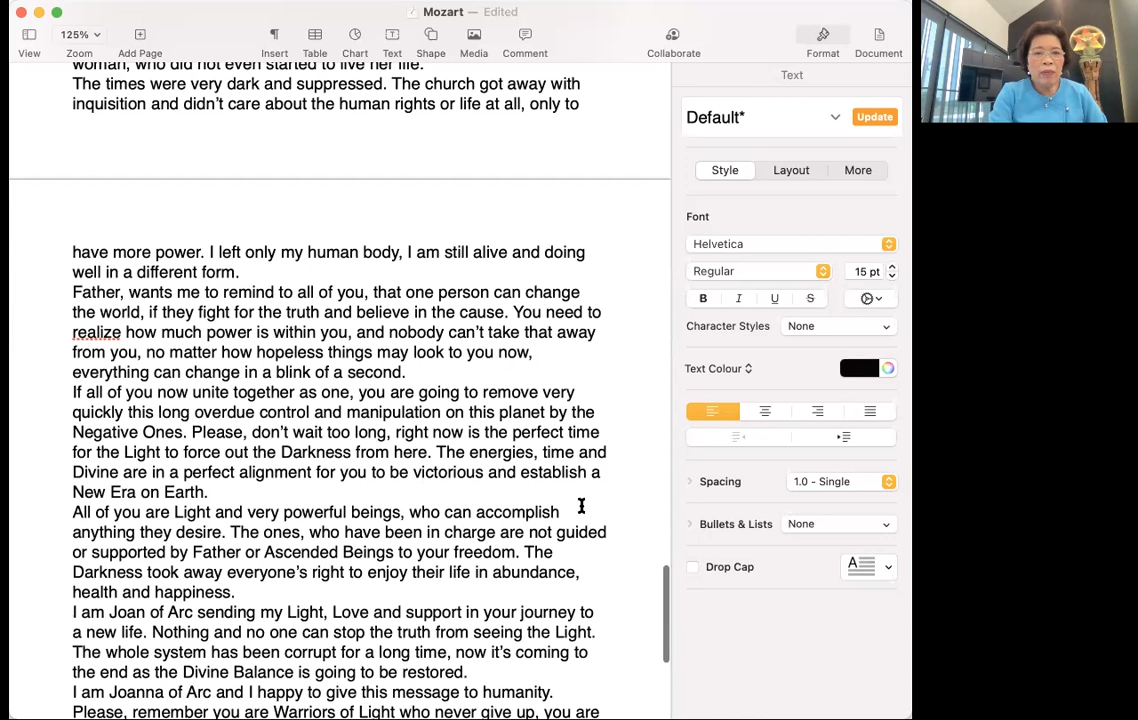 Mozart — Edited
125%
View
Zoom
Add Page
Insert
Table
Chart
Text
Shape
Media
Comment
Collaborate
Format
Document
woman, who did not even started to live her life.
The times were very dark and suppressed. The church got away with
inquisition and didn't care about the human rights or life at all, only to
have more power. I left only my human body, I am still alive and doing
well in a different form.
Father, wants me to remind to all of you, that one person can change
the world, if they fight for the truth and believe in the cause. You need to
realize how much power is within you, and nobody can't take that away
from you, no matter how hopeless things may look to you now,
everything can change in a blink of a second.
If all of you now unite together as one, you are going to remove very
quickly this long overdue control and manipulation on this planet by the
Negative Ones. Please, don't wait too long, right now is the perfect time
for the Light to force out the Darkness from here. The energies, time and
Divine are in a perfect alignment for you to be victorious and establish a
New Era on Earth.
All of you are Light and very powerful beings, who can accomplish
anything they desire. The ones, who have been in charge are not guided
or supported by Father or Ascended Beings to your freedom. The
Darkness took away everyone's right to enjoy their life in abundance,
health and happiness.
I am Joan of Arc sending my Light, Love and support in your journey to
a new life. Nothing and no one can stop the truth from seeing the Light.
The whole system has been corrupt for a long time, now it's coming to
the end as the Divine Balance is going to be restored.
I am Joanna of Arc and I happy to give this message to humanity.
Please, remember you are Warriors of Light who never give up, you are
Text
Default*
Update
Style
Layout
More
Font
Helvetica
Regular
15 pt
B
I
U
S
Character Styles
None
Text Colour
Spacing
1.0 - Single
Bullets & Lists
None
Drop Cap
A